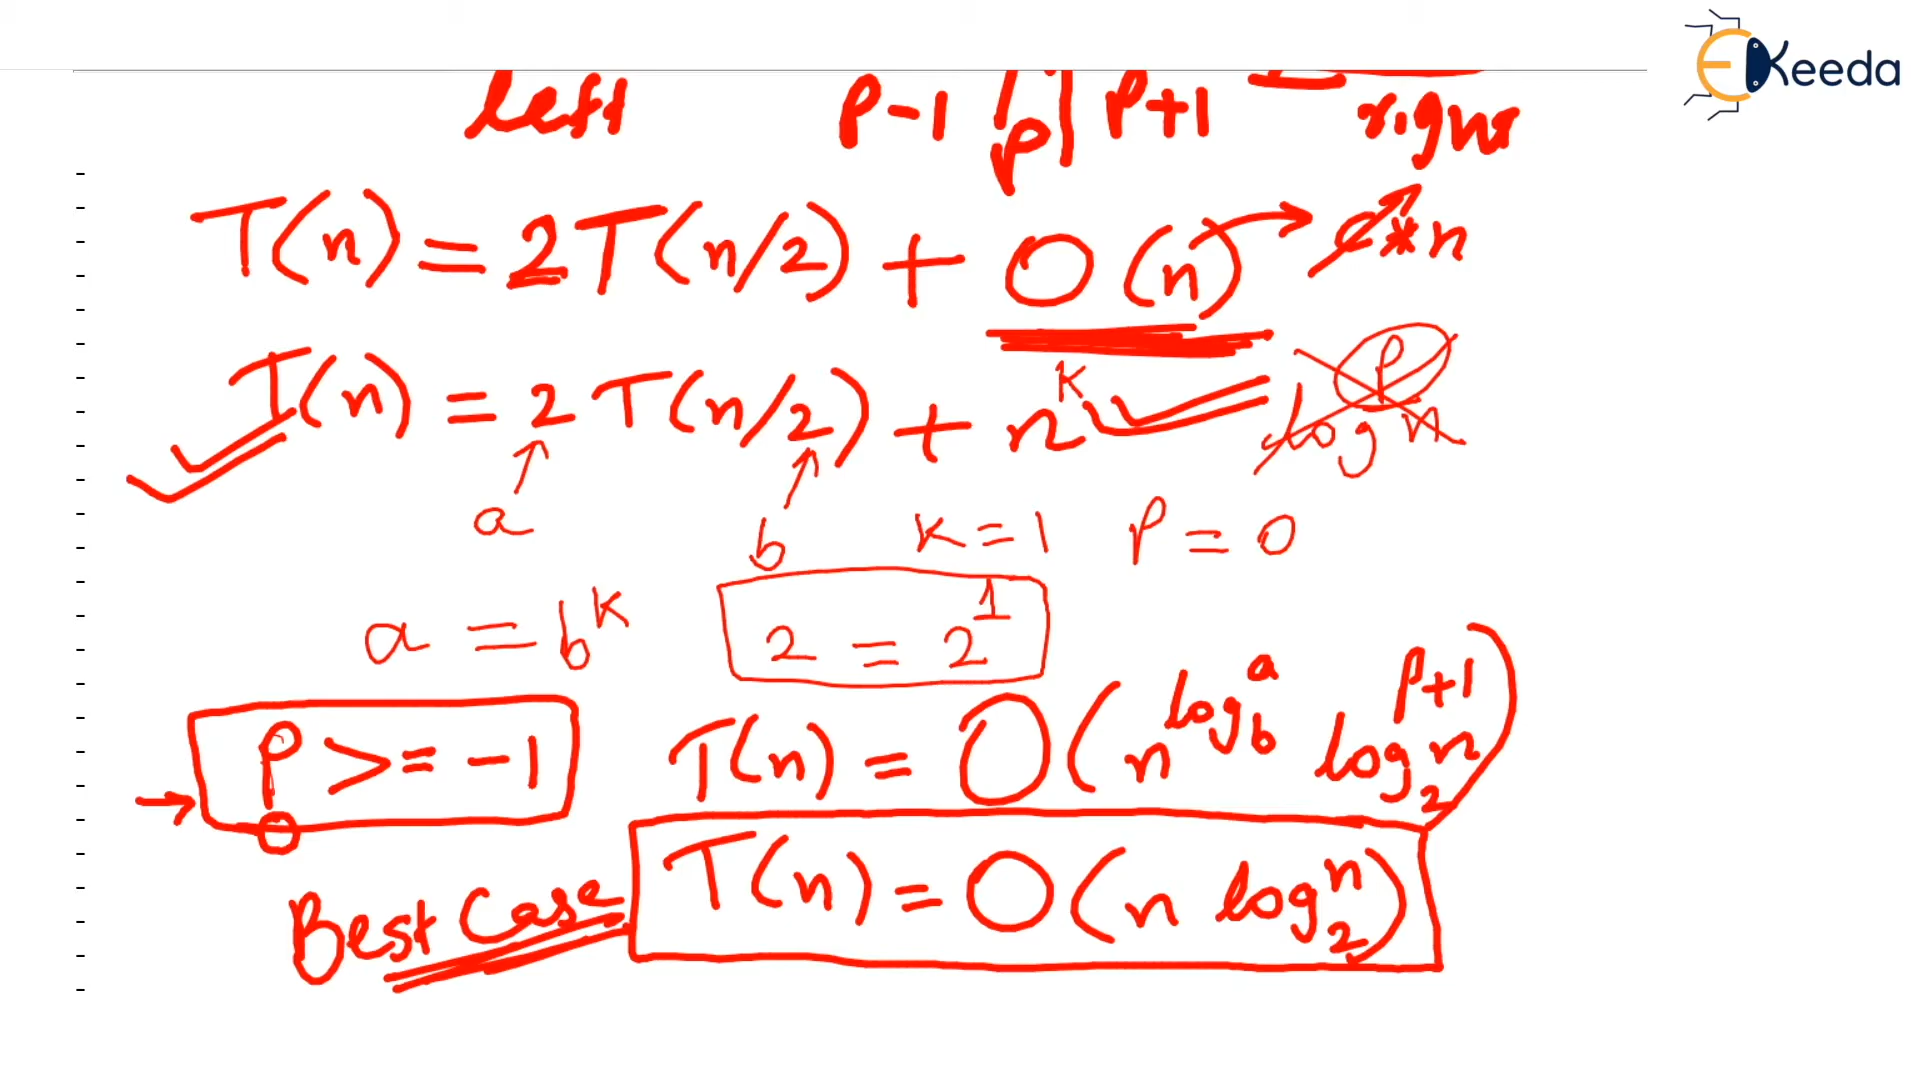 EKeeda
left P-1 P P+1 right
T(n) = 2T(n/2) + O(n) → c*n
T(n) = 2T(n/2) + n^k log^p n
a b k=1 P=0
a = b^k 2 = 2^1
P >= -1 T(n) = O(n^log_b^a log_2^p+1 n)
0
Best Case T(n) = O(n log_2^n)